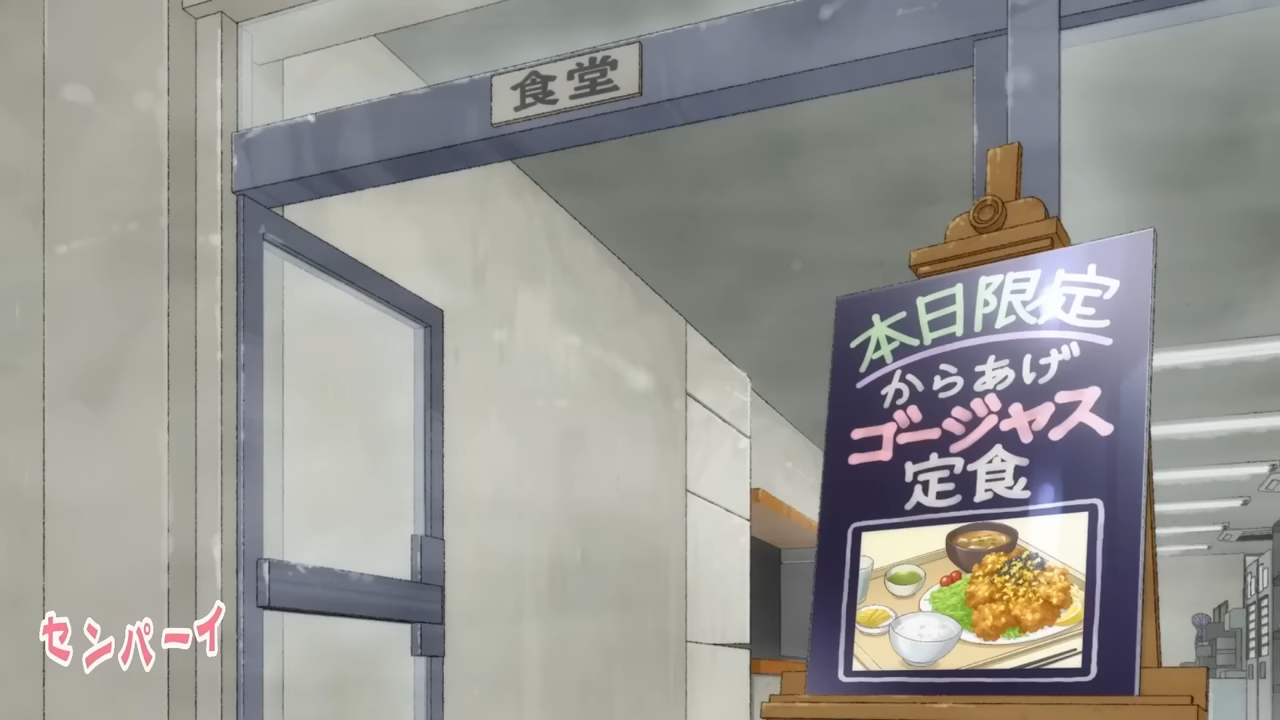 食堂
本日限定
からあげ
ゴージャス
定食
センパーイ